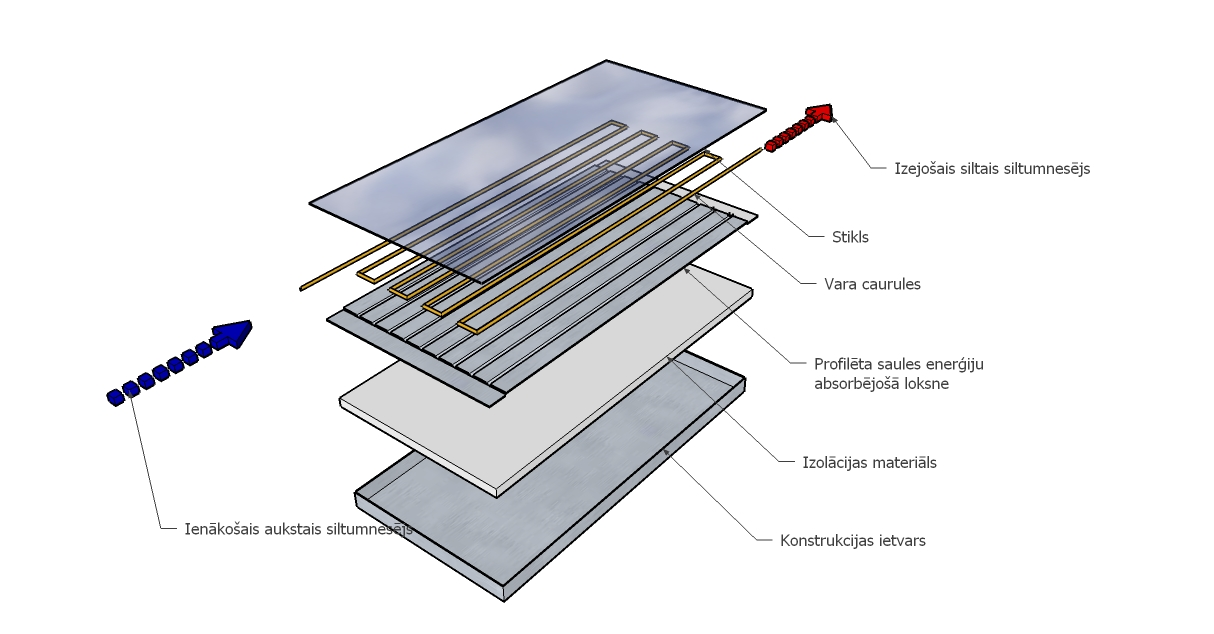 Izejošais siltais siltumnesējs
Stikls
Vara caurules
Profilēta saules enerģiju
absorbējošā loksne
Izolācijas materiāls
Ienākošais aukstais siltumnesējs
Konstrukcijas ietvars